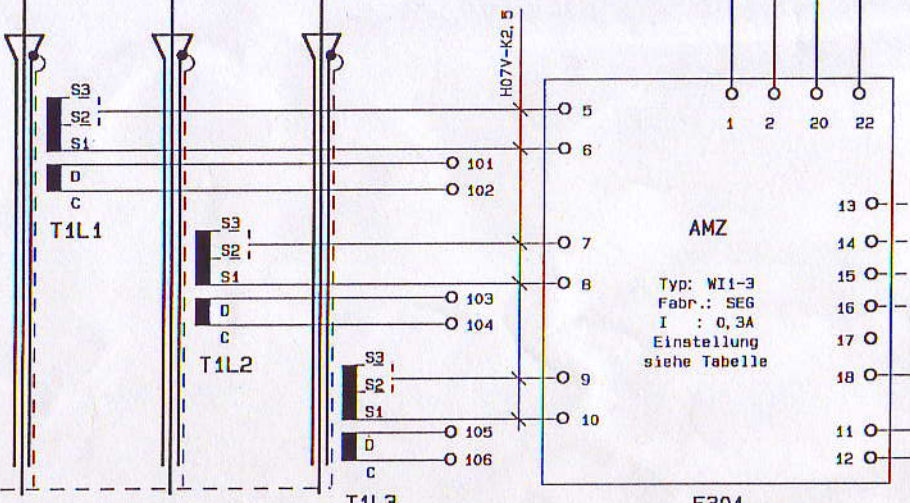 H07V-K2,5
1 2 20 22
S3
S2
S1
D
C
T1L1
5
6
101
102
S3
S2
S1
D
C
T1L2
7
8
103
104
S3
S2
S1
D
C
T1L3
9
10
105
106
AMZ
Typ: WI1-3
Fabr.: SEG
I : 0,3A
Einstellung
siehe Tabelle
13
14
15
16
17
18
11
12